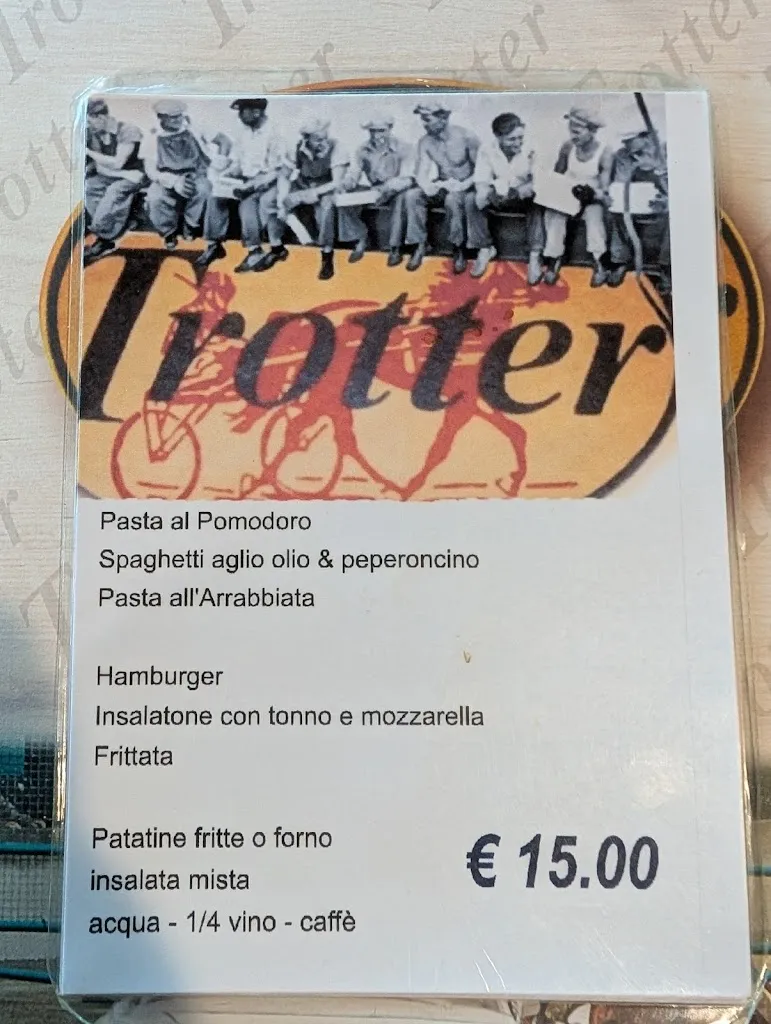 Trotter
Pasta al Pomodoro
Spaghetti aglio olio & peperoncino
Pasta all'Arrabbiata
Hamburger
Insalatone con tonno e mozzarella
Frittata
Patatine fritte o forno
€ 15.00
insalata mista
acqua - 1/4 vino - caffè